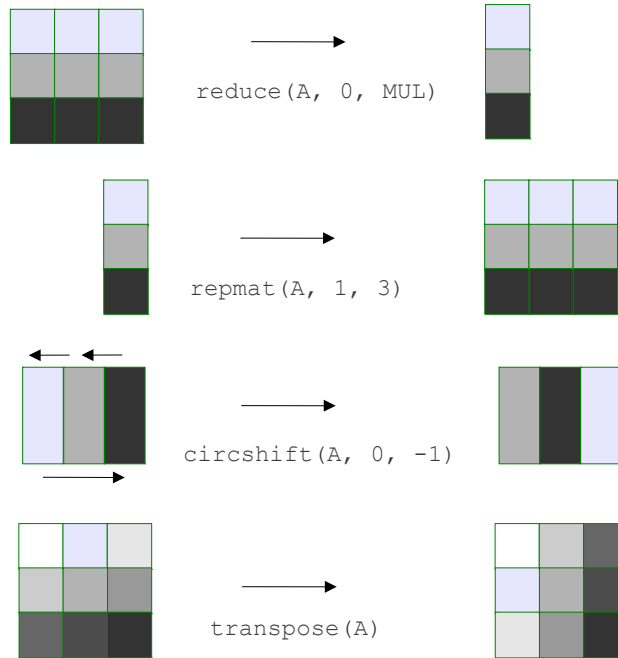 reduce(A, 0, MUL)
repmat(A, 1, 3)
circshift(A, 0, -1)
transpose(A)